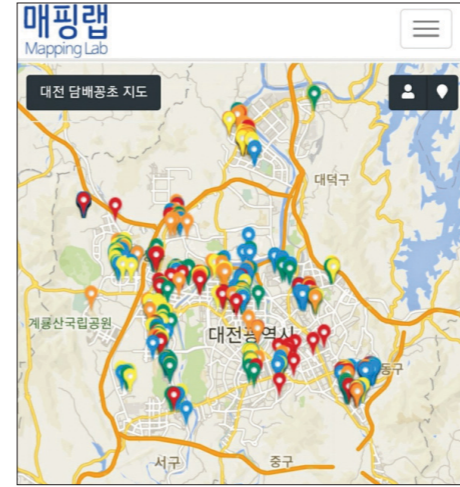 매핑랩
Mapping Lab
대전 담배꽁초 지도
대덕구
계룡산국립공원
대전광역시
동구
서구
중구